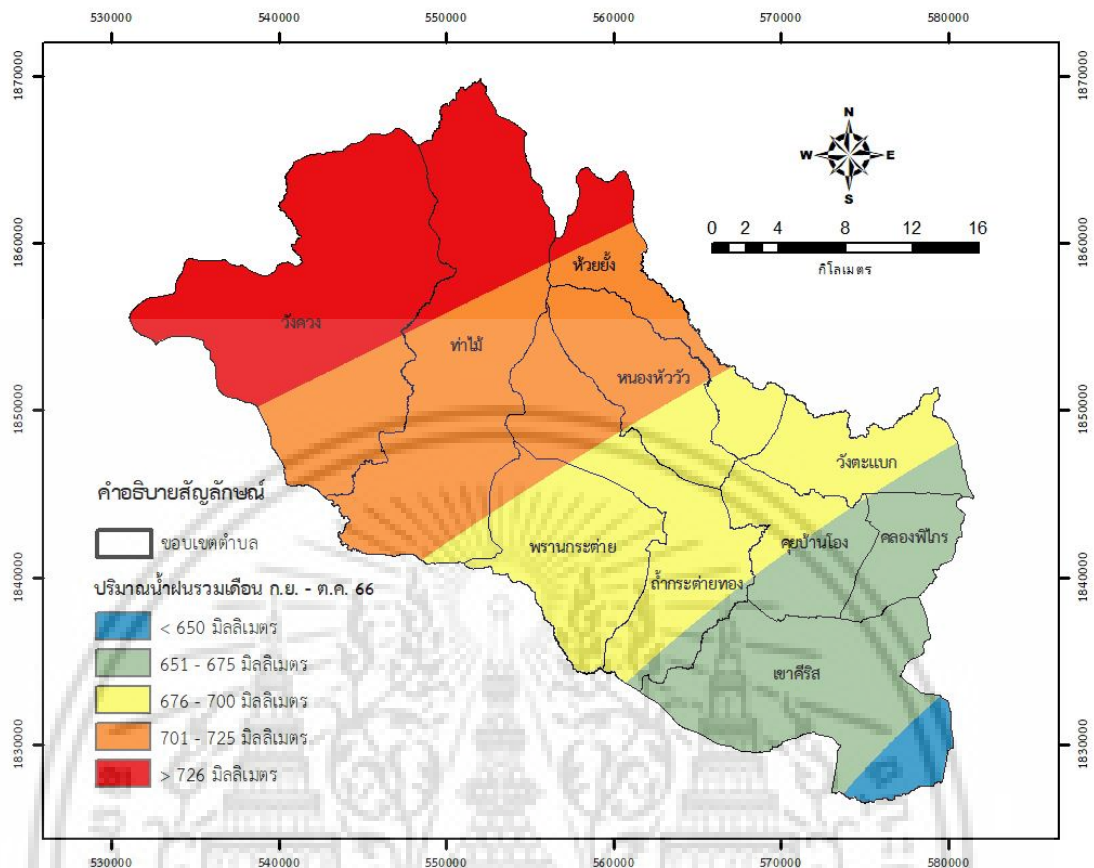 530000 540000 550000 560000 570000 580000
1870000 1870000
N
W E
S
0 2 4 8 12 16
กิโลเมตร
1860000 1860000
ห้วยยั้ง
วังควง
ท่าไม้
หนองหัววัว
1850000 1850000
วังตะแบก
คำอธิบายสัญลักษณ์
ขอบเขตตำบล
พรานกระต่าย
คุยบ้านโอง
คลองพิไกร
ถ้ำกระต่ายทอง
1840000 1840000
ปริมาณน้ำฝนรวมเดือน ก.ย. - ต.ค. 66
< 650 มิลลิเมตร
651 - 675 มิลลิเมตร
เขาคีริส
676 - 700 มิลลิเมตร
701 - 725 มิลลิเมตร
1830000 1830000
> 726 มิลลิเมตร
530000 540000 550000 560000 570000 580000